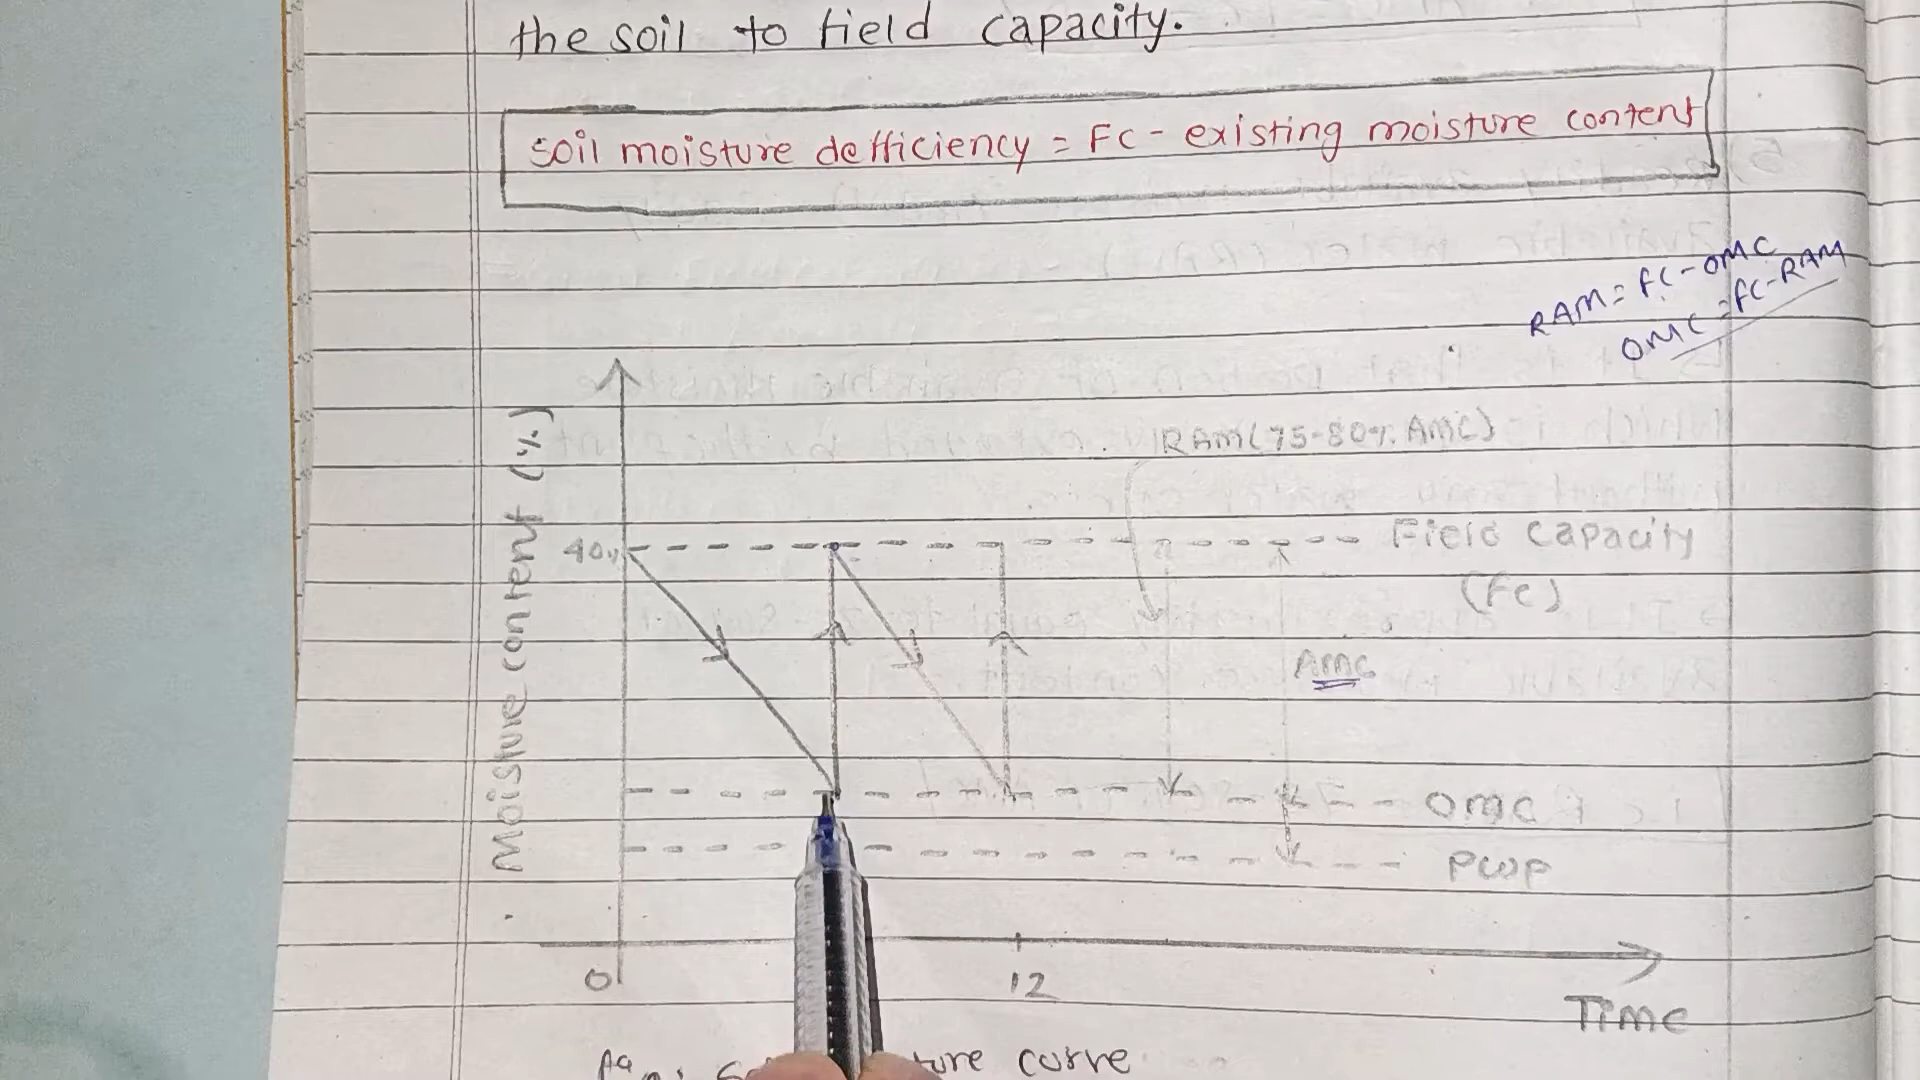 the soil to field capacity.
soil moisture defficiency = FC - existing moisture content
RAM = FC - OMC
OMC = FC - RAM
RAM (75-80% AMC)
Moisture content (%)
40%
Field capacity
(Fc)
AMC
OMC
PWP
0
12
Time
curve